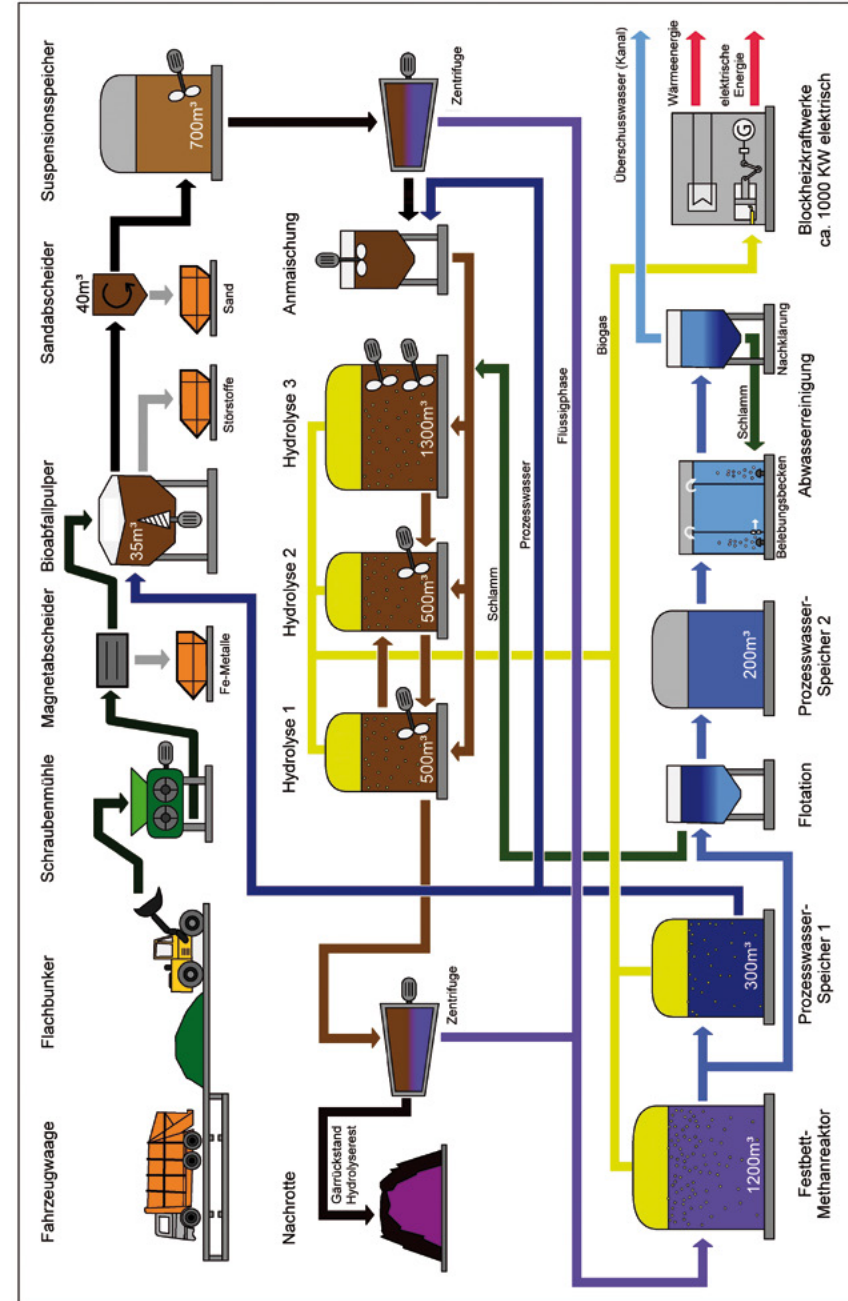 Fahrzeugwaage
Flachbunker
Schraubenmühle
Magnetabscheider
Bioabfallpulper
Sandabscheider
Suspensionsspeicher
35m³
40m³
700m³
Fe-Metalle
Störstoffe
Sand
Nachrotte
Gärrückstand
Hydrolyserest
Zentrifuge
Hydrolyse 1
Hydrolyse 2
Hydrolyse 3
Anmaischung
Zentrifuge
500m³
500m³
1300m³
Schlamm
Prozesswasser
Flüssigphase
Biogas
Überschusswasser (Kanal)
Wärmeenergie
elektrische
Energie
G
1200m³
300m³
200m³
Schlamm
Belebungsbecken
Nachklärung
Festbett-
Methanreaktor
Prozesswasser-
Speicher 1
Flotation
Prozesswasser-
Speicher 2
Abwasserreinigung
Blockheizkraftwerke
ca. 1000 KW elektrisch